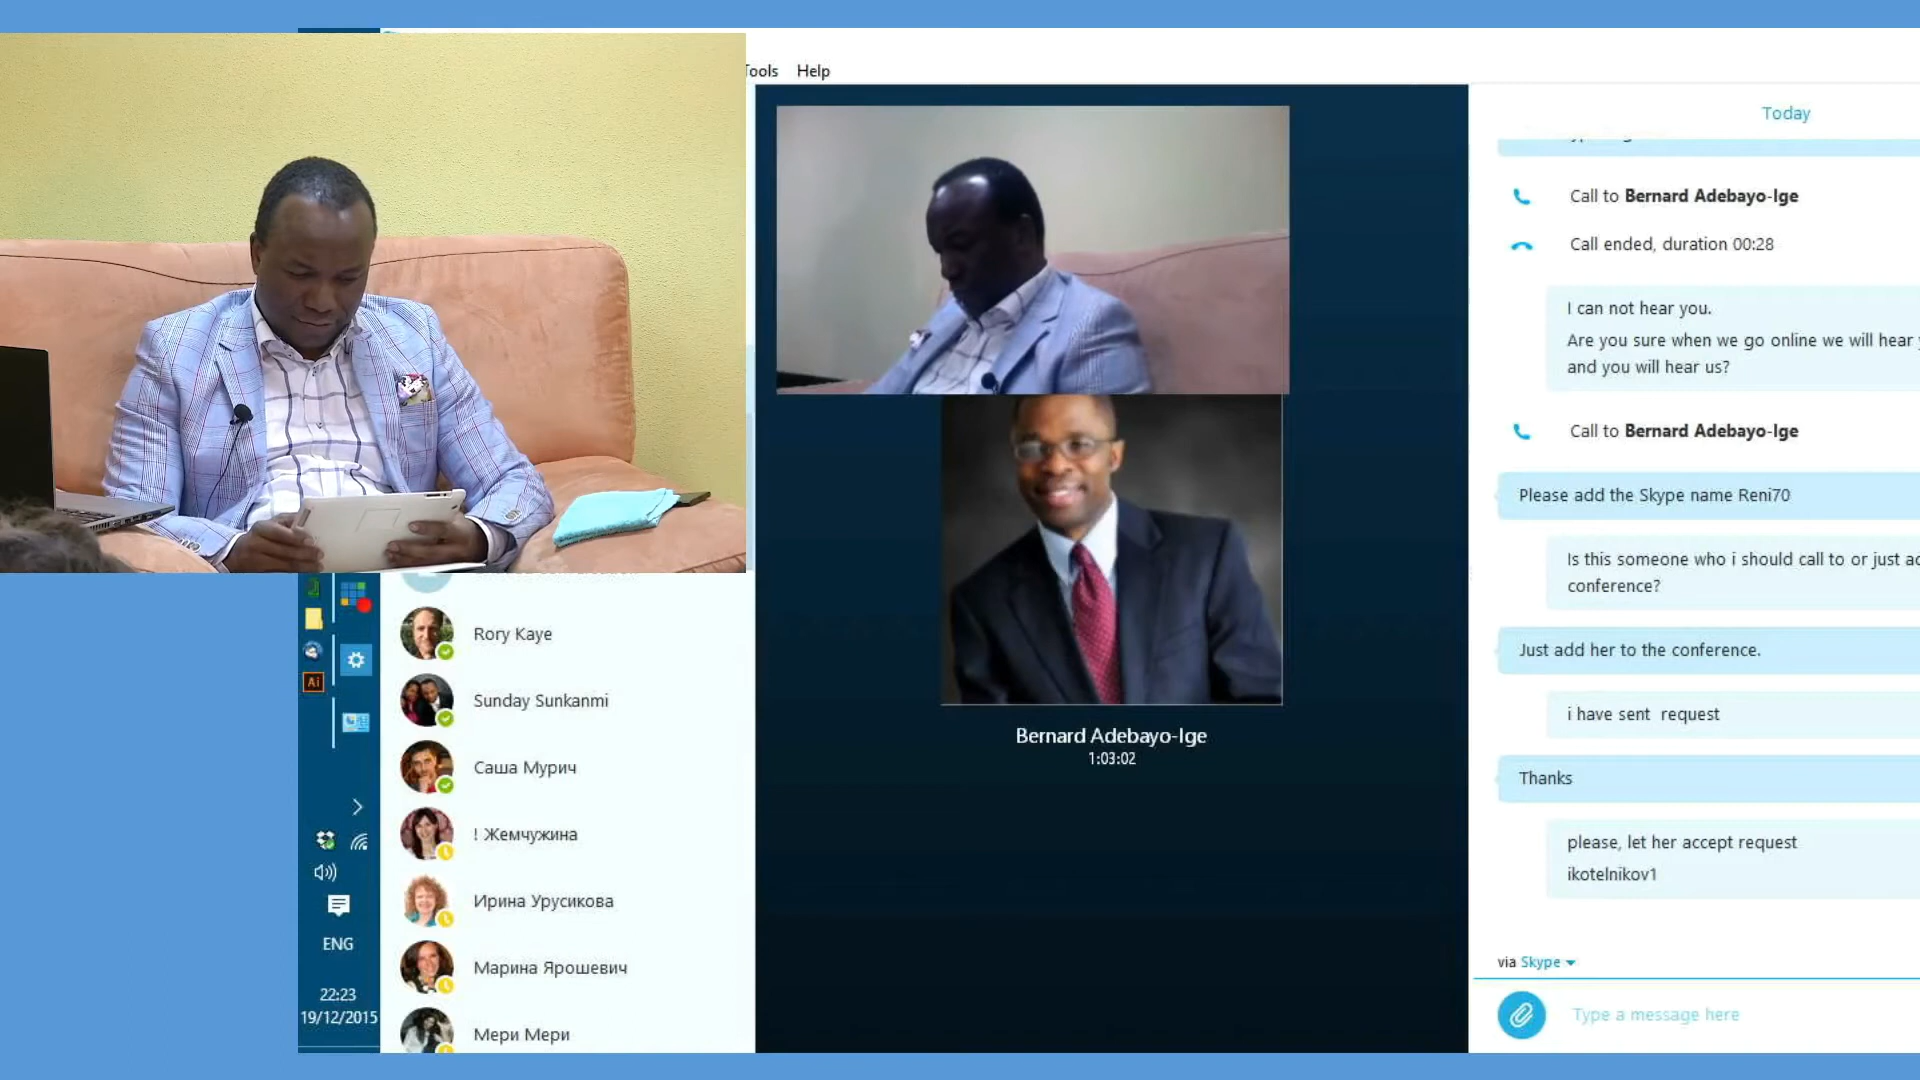 Tools Help
Ai
ENG
22:23
19/12/2015
Rory Kaye
Sunday Sunkanmi
Саша Мурич
! Жемчужина
Ирина Урусикова
Марина Ярошевич
Мери Мери
Bernard Adebayo-Ige
1:03:02
Today
Call to Bernard Adebayo-Ige
Call ended, duration 00:28
I can not hear you.
Are you sure when we go online we will hear
and you will hear us?
Call to Bernard Adebayo-Ige
Please add the Skype name Reni70
Is this someone who i should call to or just
conference?
Just add her to the conference.
i have sent request
Thanks
please, let her accept request
ikotelnikov1
via Skype
Type a message here